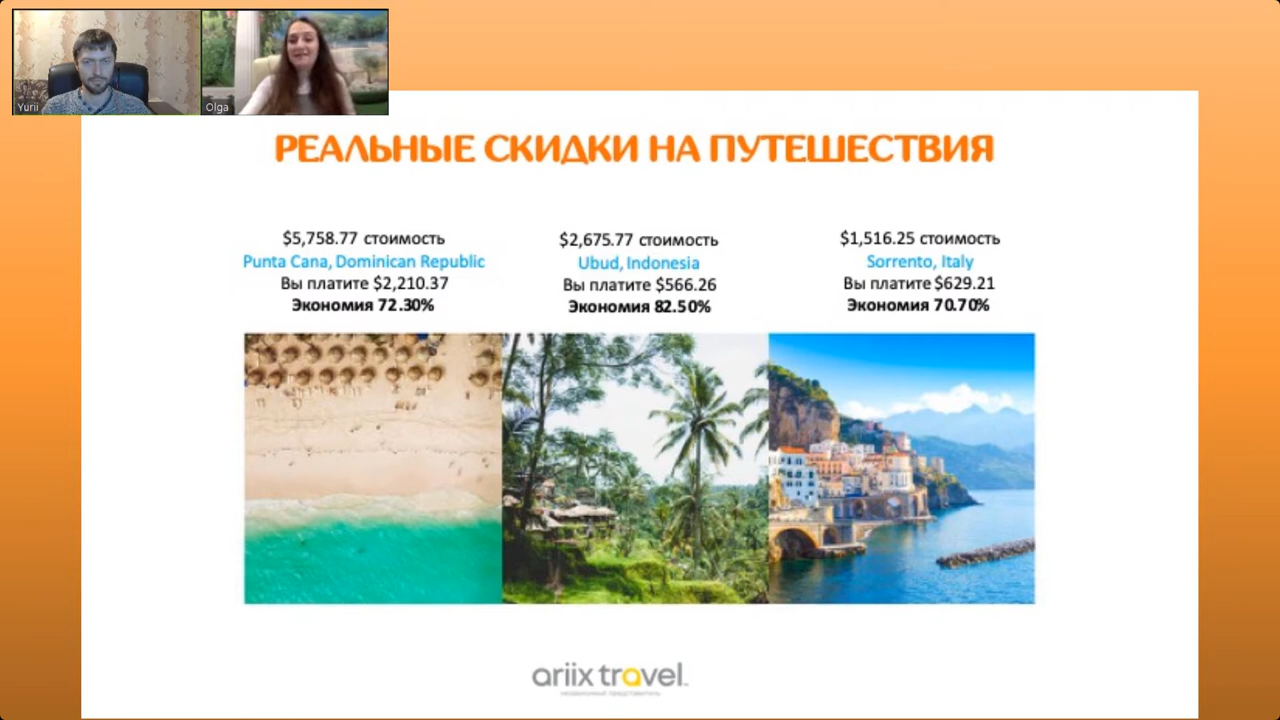 Yurii
Olga
РЕАЛЬНЫЕ СКИДКИ НА ПУТЕШЕСТВИЯ
$5,758.77 стоимость
Punta Cana, Dominican Republic
Вы платите $2,210.37
Экономия 72.30%
$2,675.77 стоимость
Ubud, Indonesia
Вы платите $566.26
Экономия 82.50%
$1,516.25 стоимость
Sorrento, Italy
Вы платите $629.21
Экономия 70.70%
ariix travel
независимый представитель